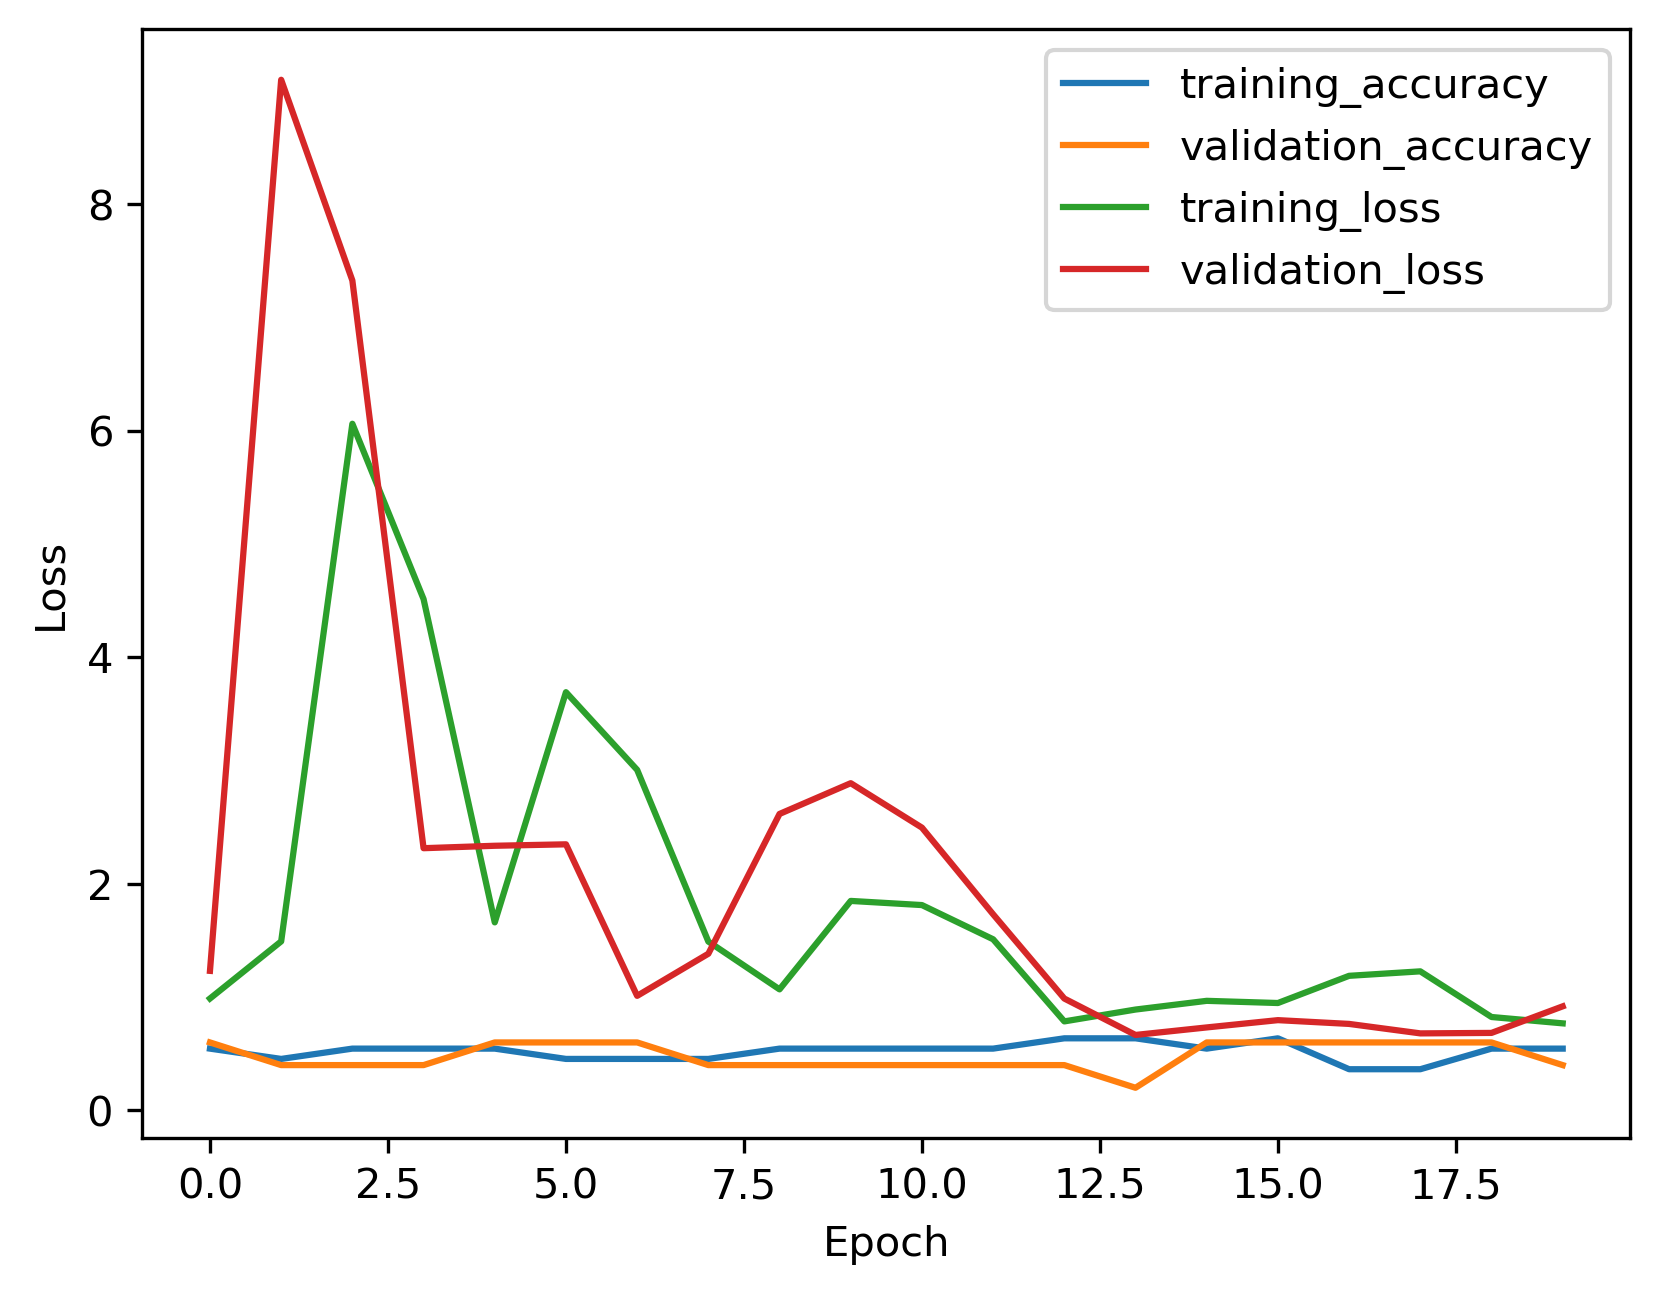 training_accuracy
validation_accuracy
training_loss
validation_loss
8
6
4
2
0
Loss
0.0 2.5 5.0 7.5 10.0 12.5 15.0 17.5
Epoch